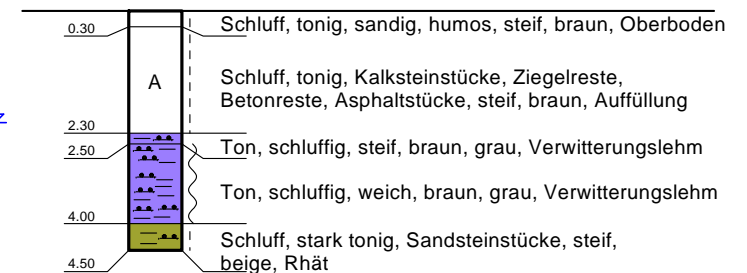 0.30 Schluff, tonig, sandig, humos, steif, braun, Oberboden
A
Schluff, tonig, Kalksteinstücke, Ziegelreste,
Betonreste, Asphaltstücke, steif, braun, Auffüllung
2.30
2.50 Ton, schluffig, steif, braun, grau, Verwitterungslehm
Ton, schluffig, weich, braun, grau, Verwitterungslehm
4.00
Schluff, stark tonig, Sandsteinstücke, steif,
4.50 beige, Rhät